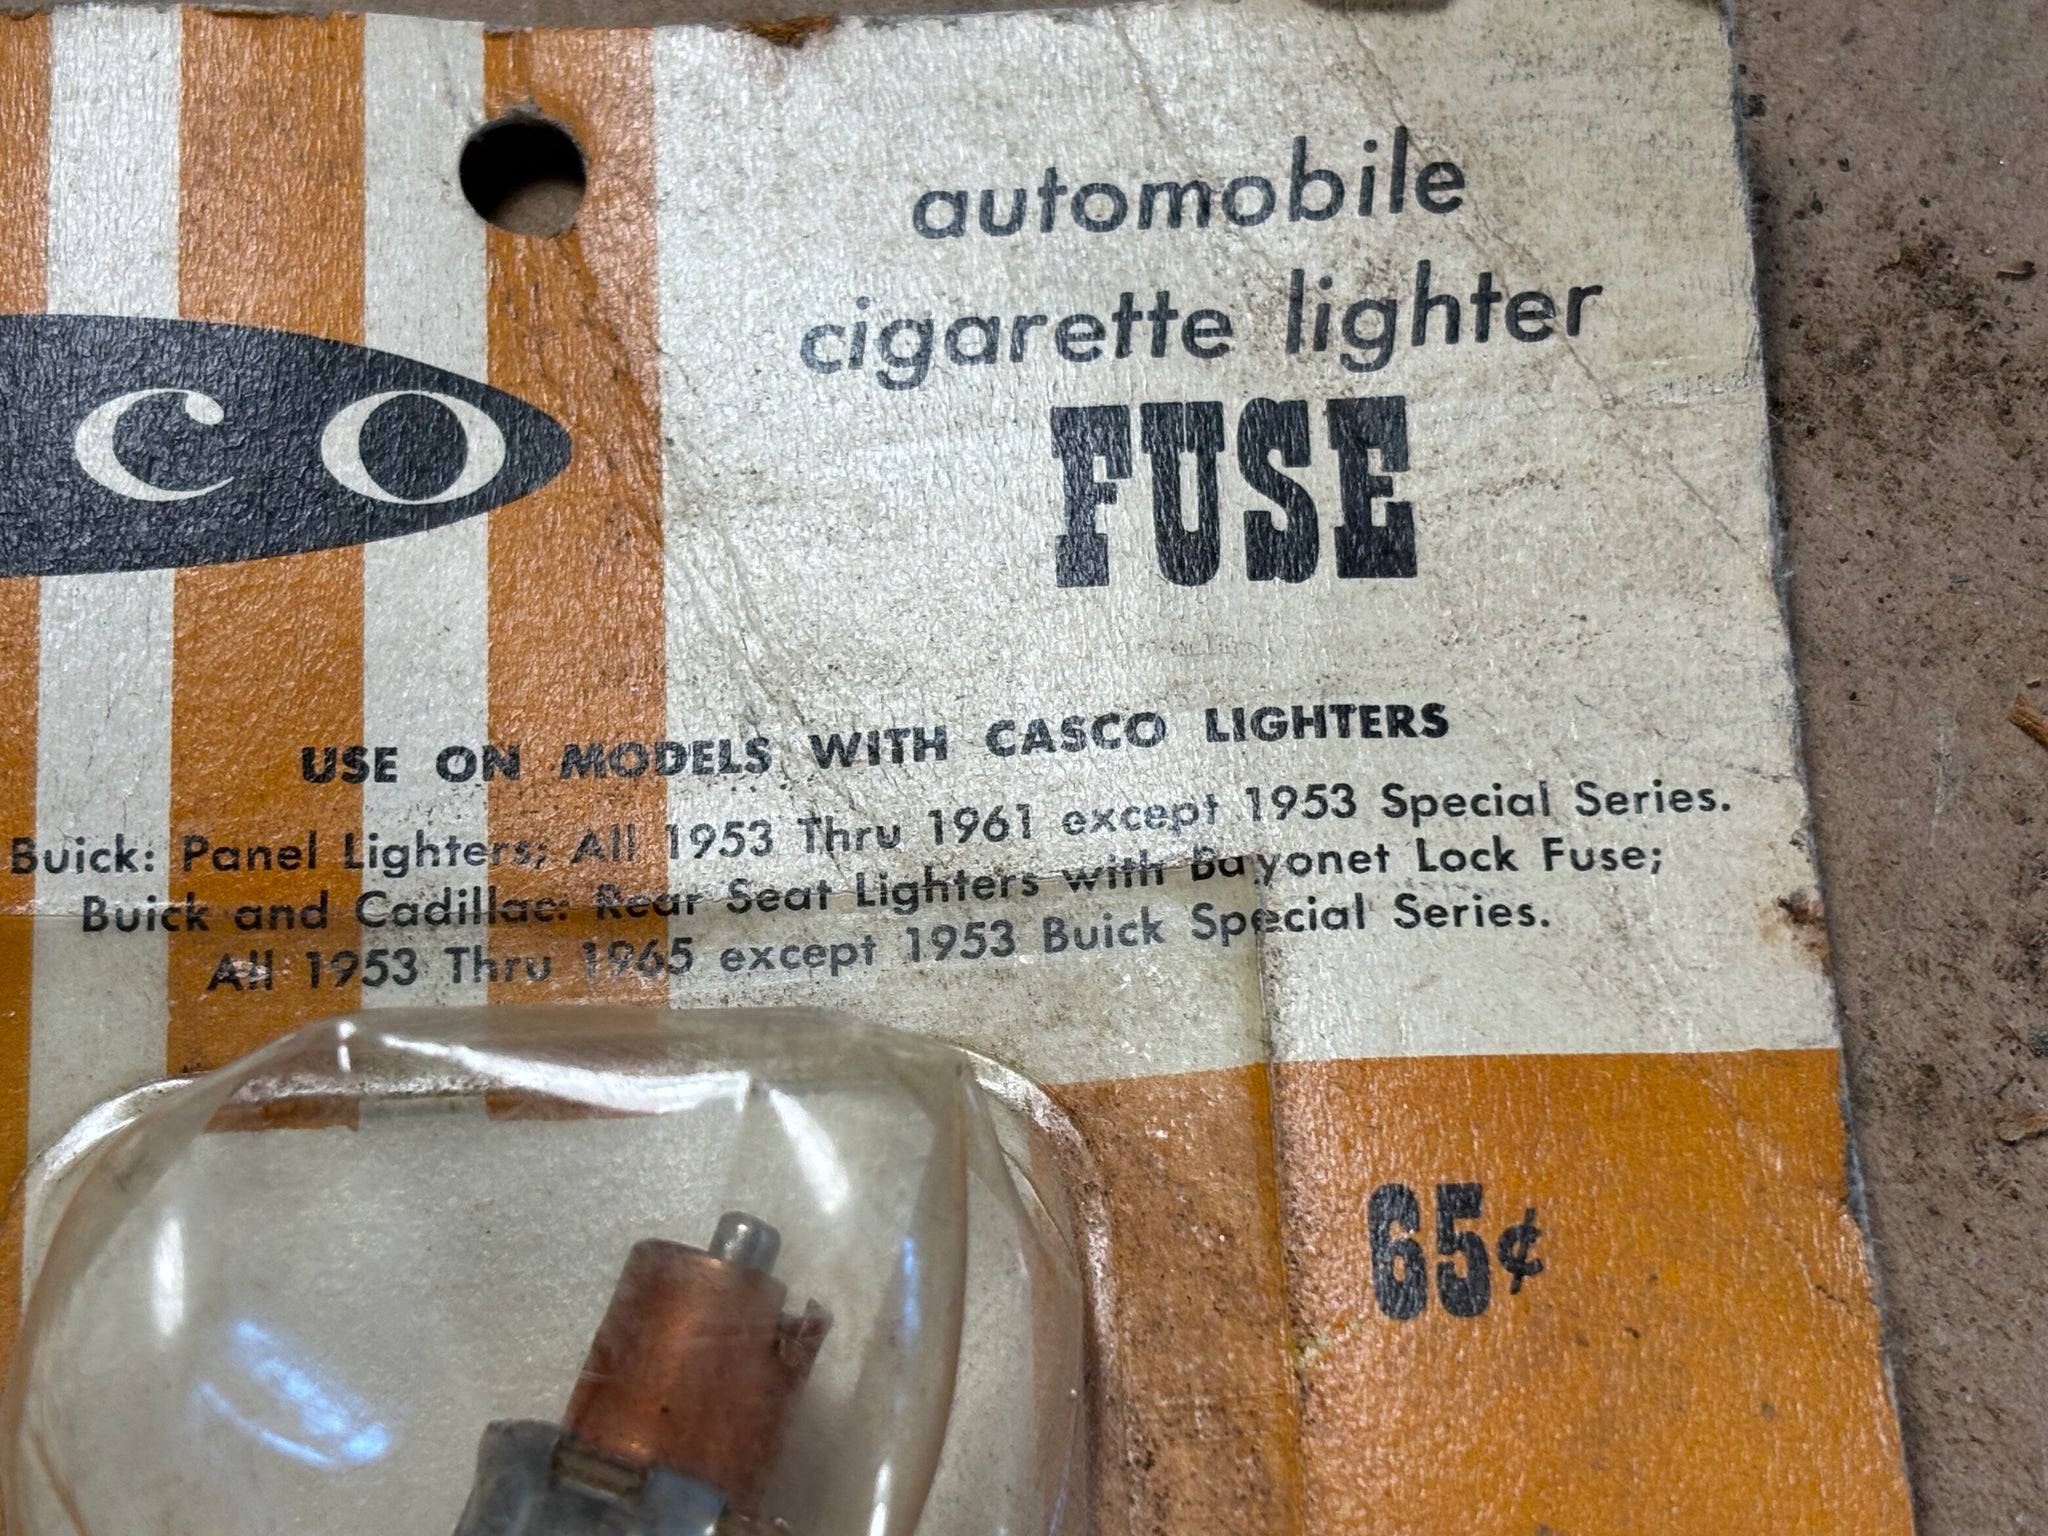 CO
automobile
cigarette lighter
FUSE
USE ON MODELS WITH CASCO LIGHTERS
Buick: Panel Lighters; All 1953 Thru 1961 except 1953 Special Series.
Buick and Cadillac: Rear Seat Lighters with Bayonet Lock Fuse;
All 1953 Thru 1965 except 1953 Buick Special Series.
65¢